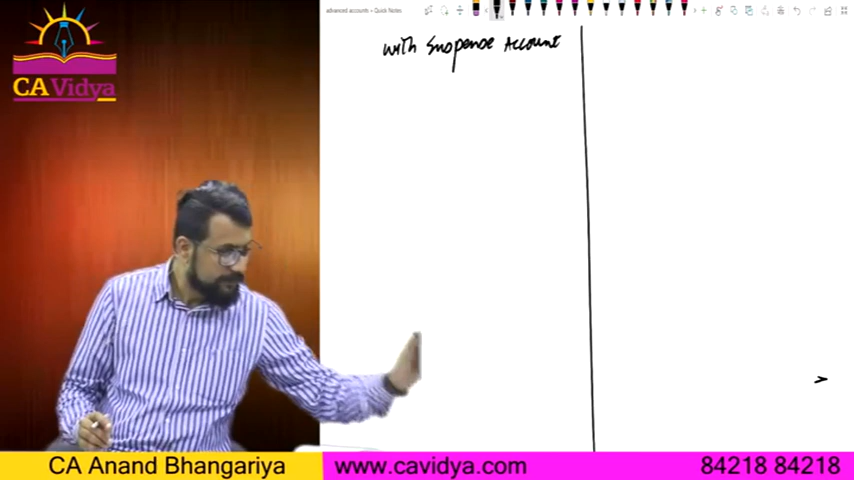 advanced accounts • Quick Notes
With Suspense Account
CA Vidya
CA Anand Bhangariya
www.cavidya.com
84218 84218